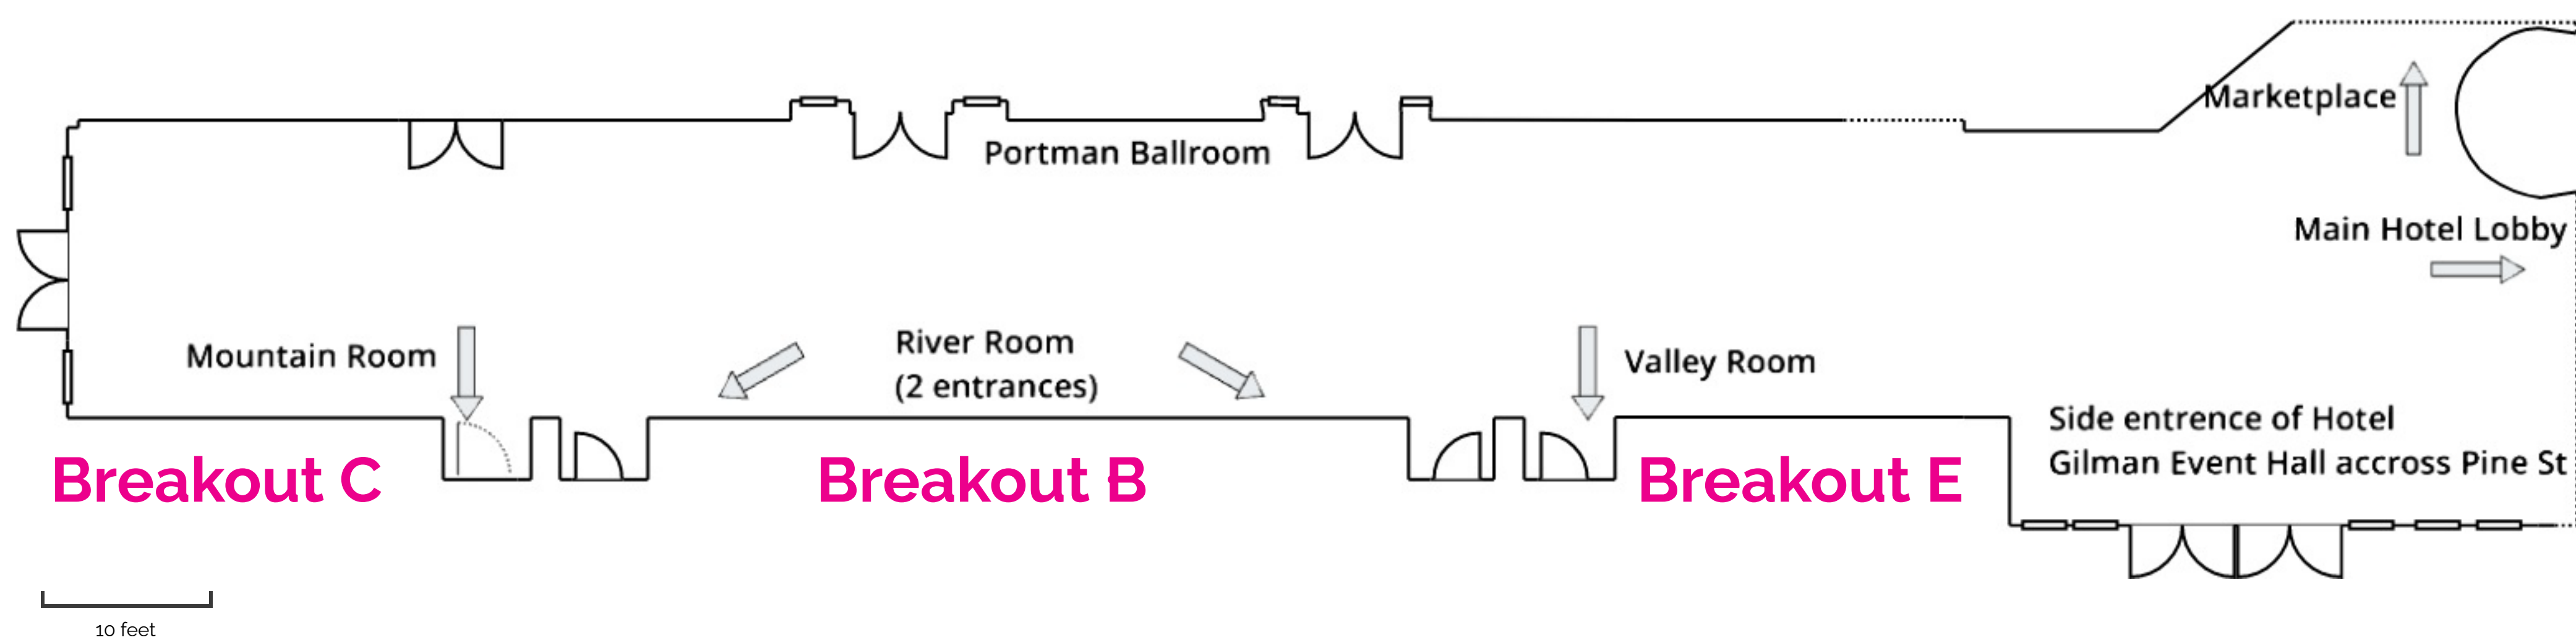 Marketplace
Portman Ballroom
Main Hotel Lobby
Mountain Room
River Room
(2 entrances)
Valley Room
Side entrence of Hotel
Gilman Event Hall accross Pine St
Breakout C
Breakout B
Breakout E
10 feet